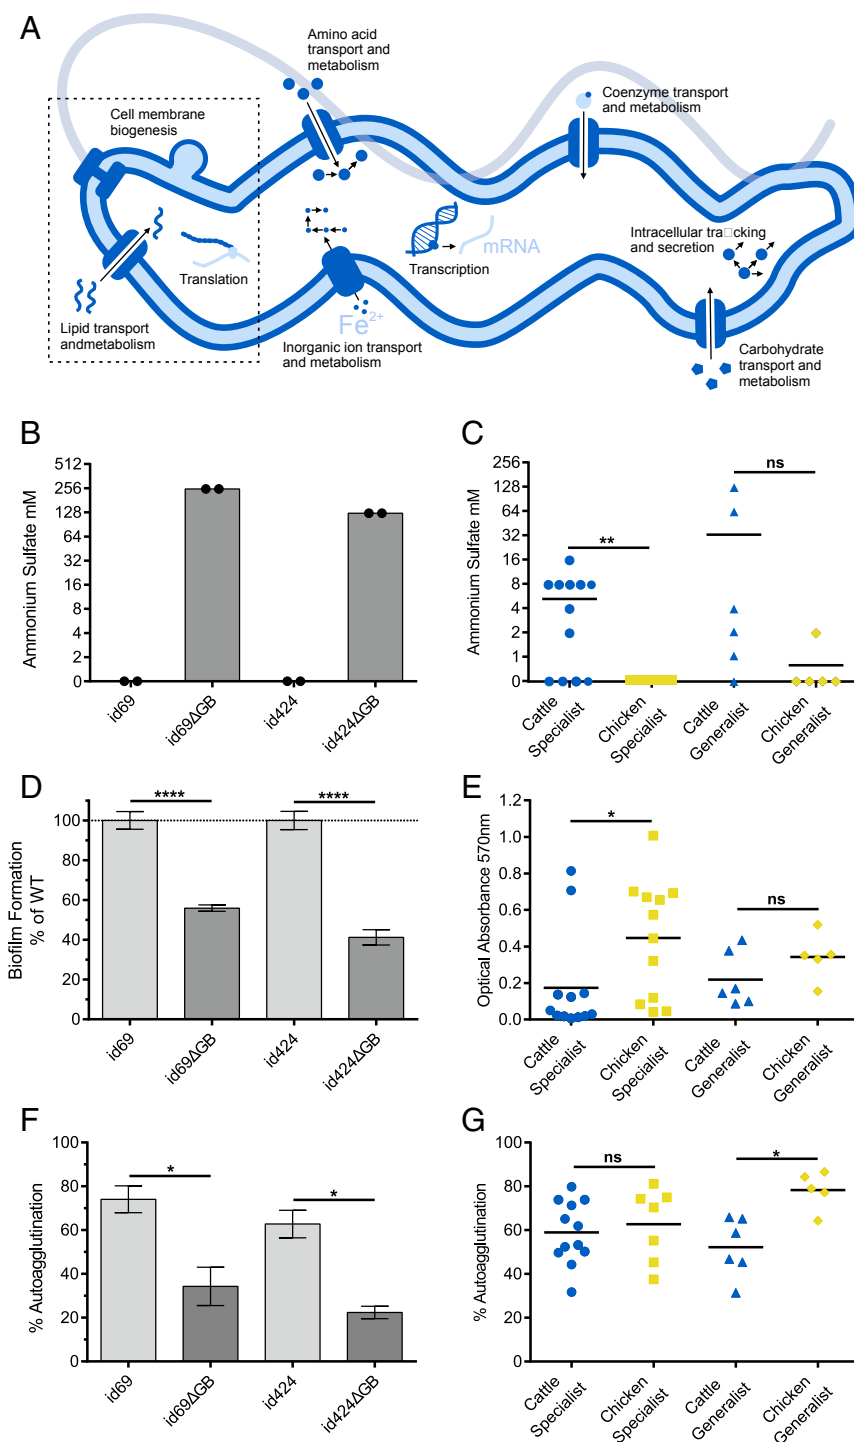 A
Amino acid
transport and
metabolism
Cell membrane
biogenesis
Coenzyme transport
and metabolism
Translation
mRNA
Transcription
Intracellular tra□cking
and secretion
Lipid transport
andmetabolism
Fe2+
Inorganic ion transport
and metabolism
Carbohydrate
transport and
metabolism
B
Ammonium Sulfate mM
512
256
128
64
32
16
8
4
2
0
id69
id69ΔGB
id424
id424ΔGB
C
Ammonium Sulfate mM
256
128
64
32
16
8
4
2
1
0
**
ns
Cattle
Specialist
Chicken
Specialist
Cattle
Generalist
Chicken
Generalist
D
Biofilm Formation
% of WT
100
80
60
40
20
0
****
****
id69
id69ΔGB
id424
id424ΔGB
E
Optical Absorbance 570nm
1.2
1.0
0.8
0.6
0.4
0.2
0.0
*
ns
Cattle
Specialist
Chicken
Specialist
Cattle
Generalist
Chicken
Generalist
F
% Autoagglutination
100
80
60
40
20
0
*
*
id69
id69ΔGB
id424
id424ΔGB
G
% Autoagglutination
100
80
60
40
20
0
ns
*
Cattle
Specialist
Chicken
Specialist
Cattle
Generalist
Chicken
Generalist